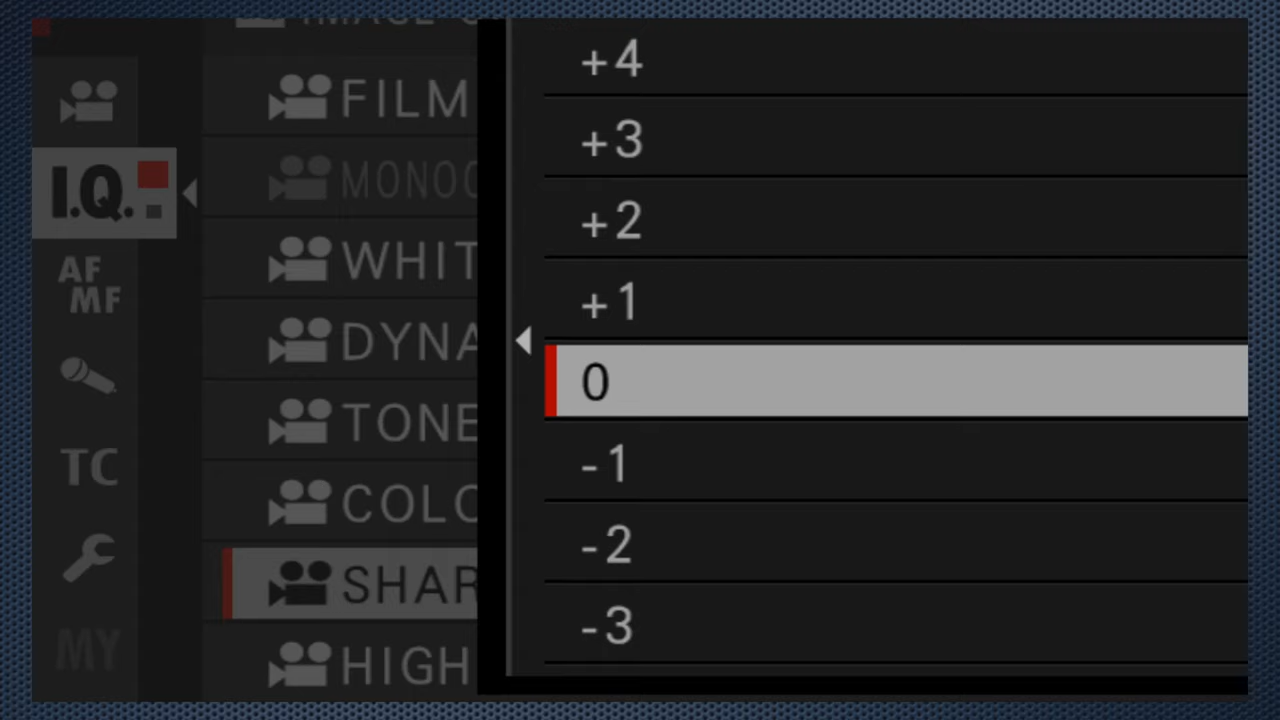 I.Q.
AF
MF
TC
MY
FILM
MONOC
WHIT
DYNA
TONE
COLO
SHAR
HIGH
+4
+3
+2
+1
0
-1
-2
-3